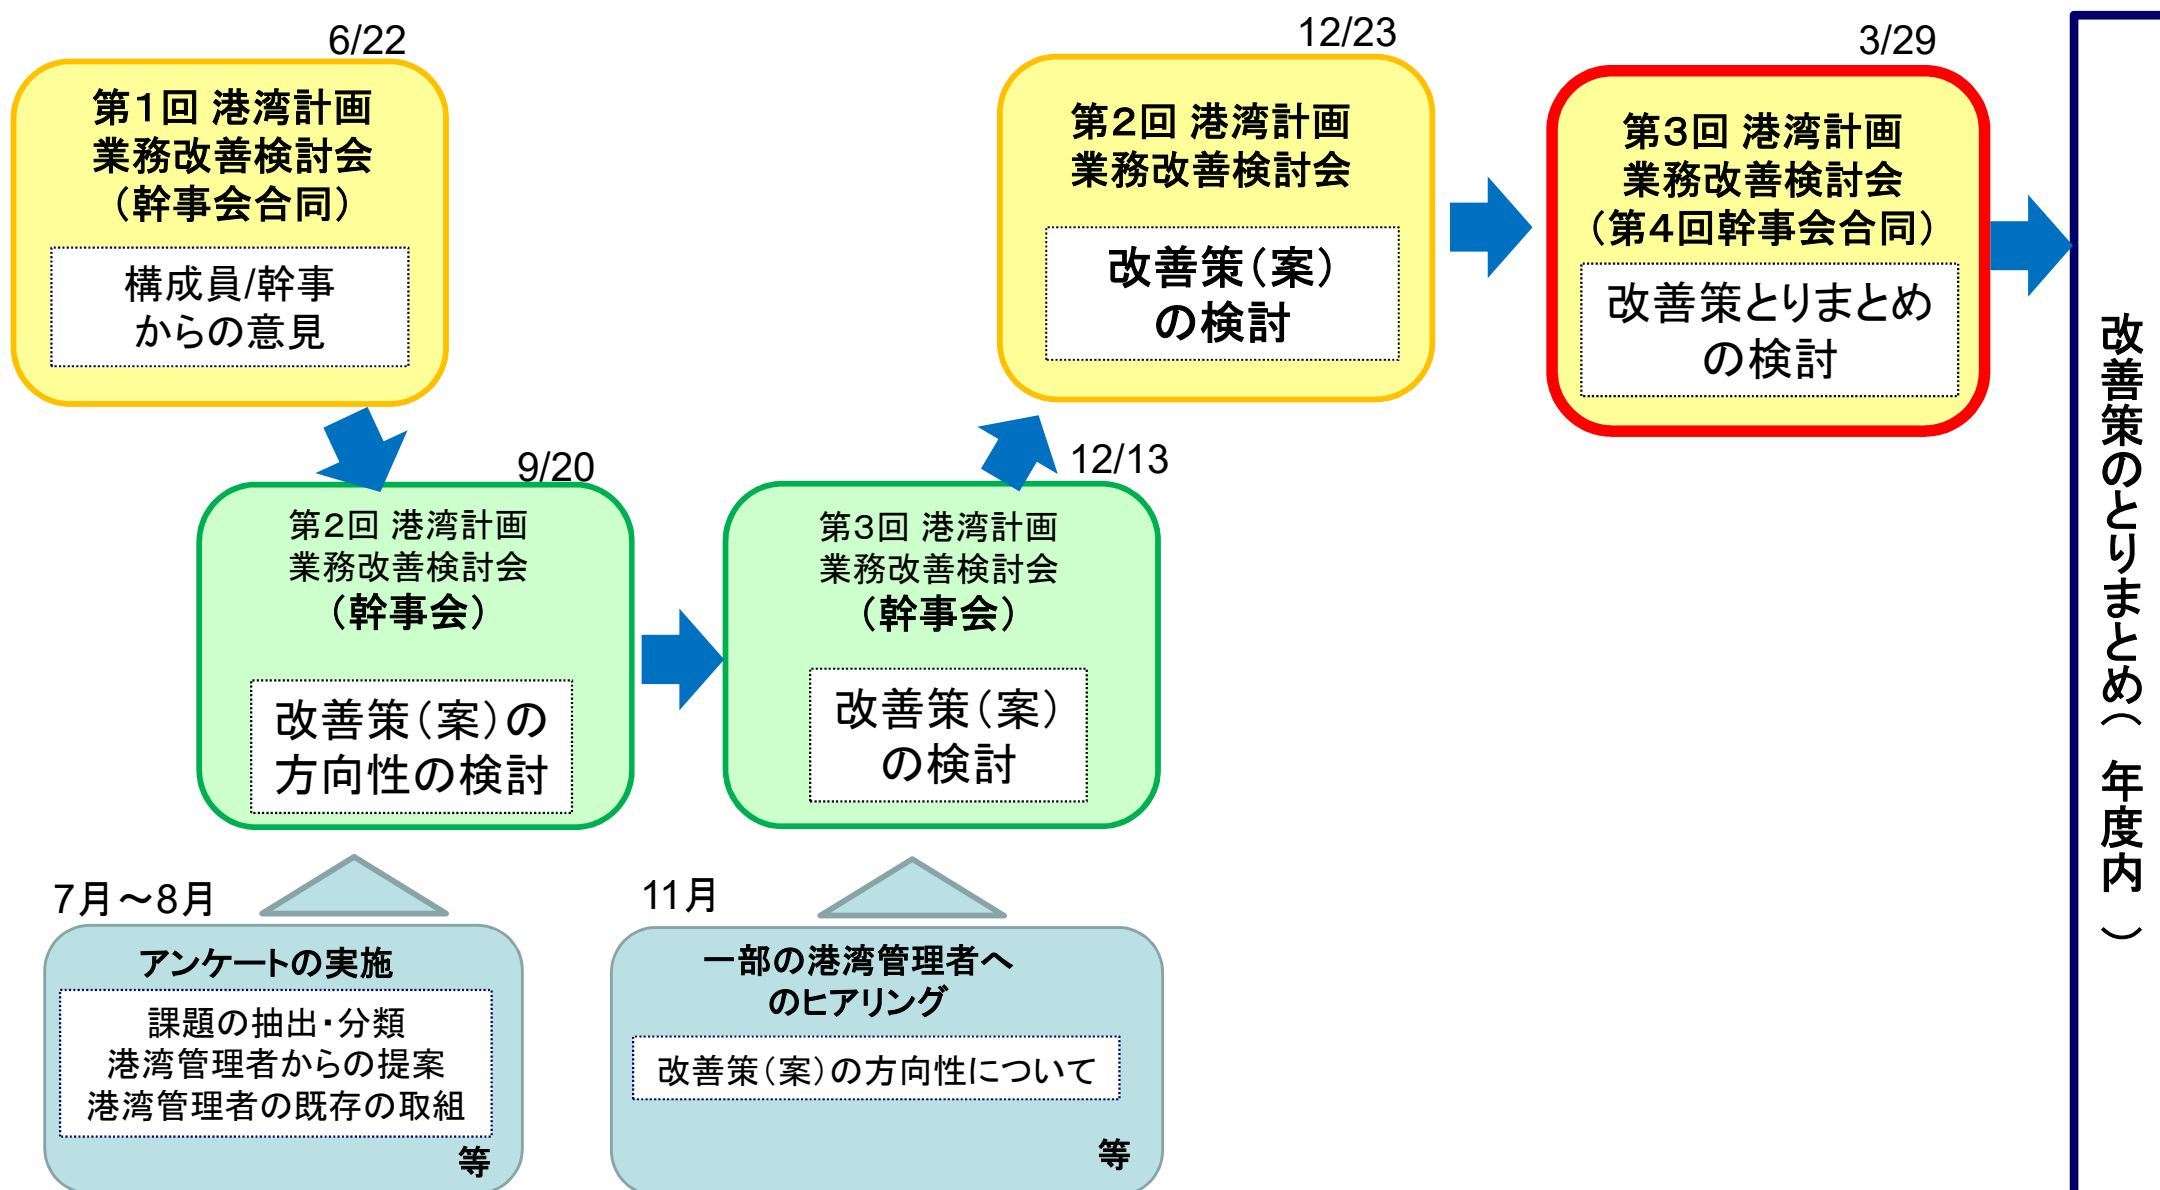 6/22
第1回 港湾計画
業務改善検討会
（幹事会合同）
構成員/幹事
からの意見
9/20
第2回 港湾計画
業務改善検討会
（幹事会）
改善策（案）の
方向性の検討
7月～8月
アンケートの実施
課題の抽出・分類
港湾管理者からの提案
港湾管理者の既存の取組
等
12/13
第3回 港湾計画
業務改善検討会
（幹事会）
改善策（案）
の検討
11月
一部の港湾管理者へ
のヒアリング
改善策（案）の方向性について
等
12/23
第2回 港湾計画
業務改善検討会
改善策（案）
の検討
3/29
第3回 港湾計画
業務改善検討会
（第4回幹事会合同）
改善策とりまとめ
の検討
改善策のとりまとめ（年度内）